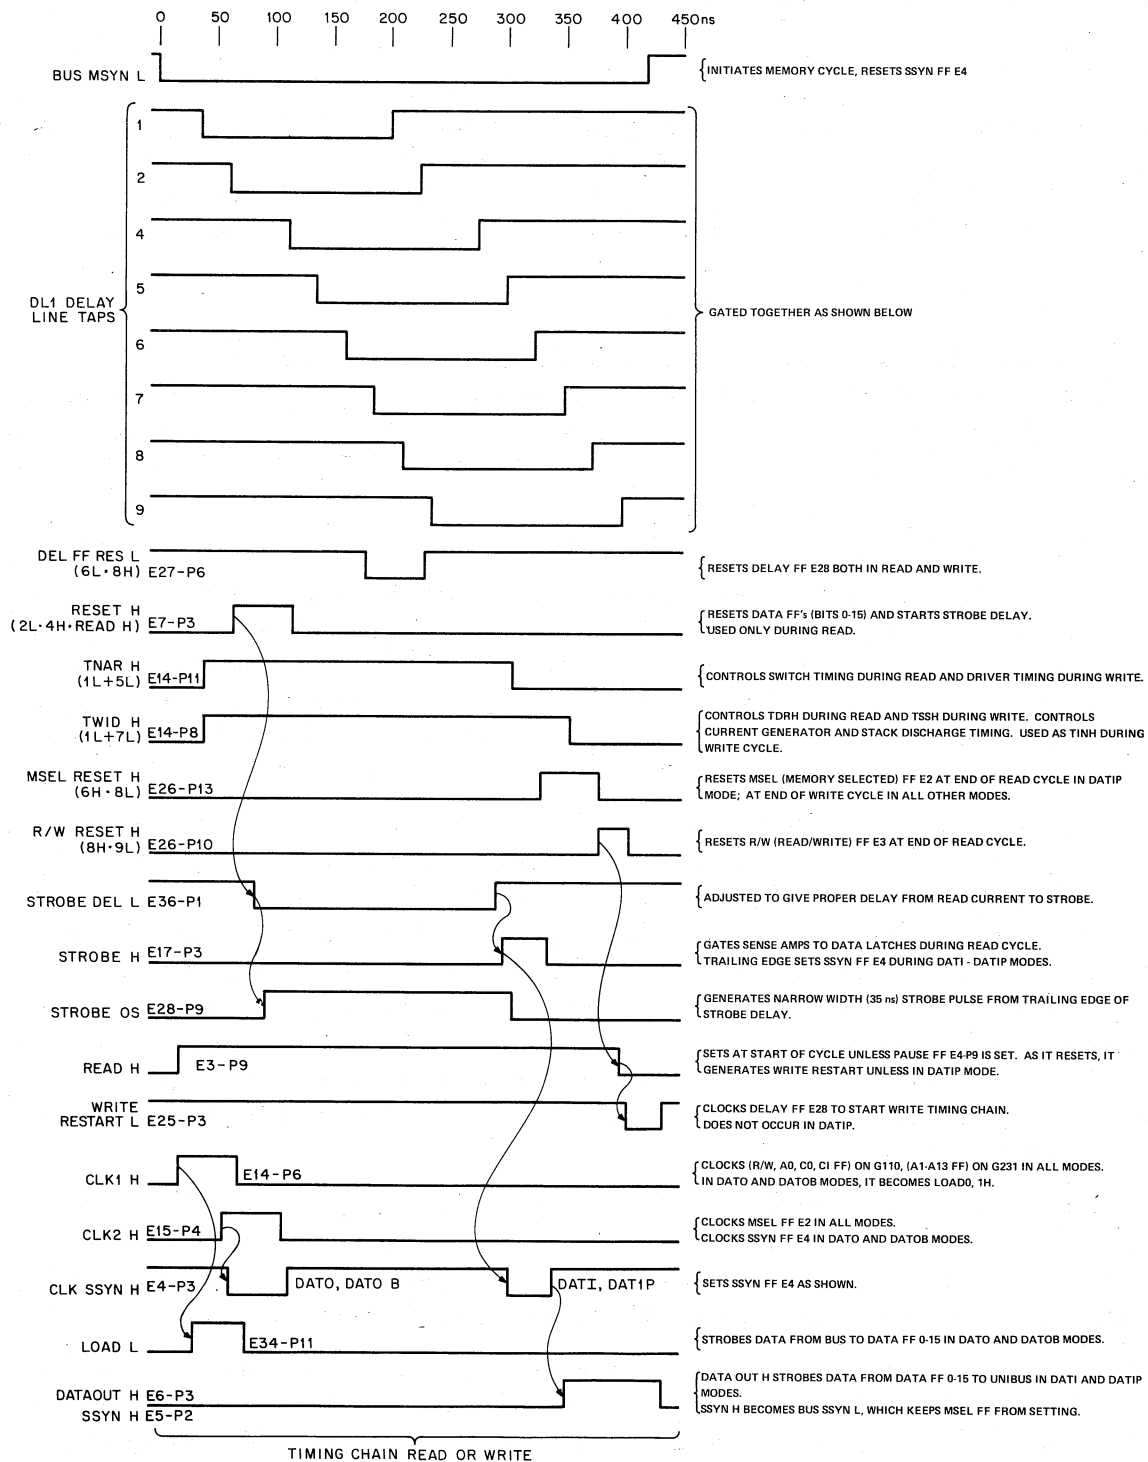 0 50 100 150 200 250 300 350 400 450ns
BUS MSYN L
INITIATES MEMORY CYCLE, RESETS SSYN FF E4
1
2
4
5
DL1 DELAY
LINE TAPS
GATED TOGETHER AS SHOWN BELOW
6
7
8
9
DEL FF RES L
(6L·8H) E27-P6
RESETS DELAY FF E28 BOTH IN READ AND WRITE.
RESET H
(2L·4H·READ H) E7-P3
RESETS DATA FF's (BITS 0-15) AND STARTS STROBE DELAY.
USED ONLY DURING READ.
TNAR H
(1L+5L) E14-P11
CONTROLS SWITCH TIMING DURING READ AND DRIVER TIMING DURING WRITE.
TWID H
(1L+7L) E14-P8
CONTROLS TDRH DURING READ AND TSSH DURING WRITE. CONTROLS
CURRENT GENERATOR AND STACK DISCHARGE TIMING. USED AS TINH DURING
WRITE CYCLE.
MSEL RESET H
(6H·8L) E26-P13
RESETS MSEL (MEMORY SELECTED) FF E2 AT END OF READ CYCLE IN DATIP
MODE; AT END OF WRITE CYCLE IN ALL OTHER MODES.
R/W RESET H
(8H·9L) E26-P10
RESETS R/W (READ/WRITE) FF E3 AT END OF READ CYCLE.
STROBE DEL L E36-P1
ADJUSTED TO GIVE PROPER DELAY FROM READ CURRENT TO STROBE.
STROBE H E17-P3
GATES SENSE AMPS TO DATA LATCHES DURING READ CYCLE.
TRAILING EDGE SETS SSYN FF E4 DURING DATI - DATIP MODES.
STROBE OS E28-P9
GENERATES NARROW WIDTH (35 ns) STROBE PULSE FROM TRAILING EDGE OF
STROBE DELAY.
READ H E3-P9
SETS AT START OF CYCLE UNLESS PAUSE FF E4-P9 IS SET. AS IT RESETS, IT
GENERATES WRITE RESTART UNLESS IN DATIP MODE.
WRITE
RESTART L E25-P3
CLOCKS DELAY FF E28 TO START WRITE TIMING CHAIN.
DOES NOT OCCUR IN DATIP.
CLK1 H E14-P6
CLOCKS (R/W, A0, C0, CI FF) ON G110, (A1-A13 FF) ON G231 IN ALL MODES.
IN DATO AND DATOB MODES, IT BECOMES LOAD0, 1H.
CLK2 H E15-P4
CLOCKS MSEL FF E2 IN ALL MODES.
CLOCKS SSYN FF E4 IN DATO AND DATOB MODES.
CLK SSYN H E4-P3 DATO, DATO B DATI, DAT1P
SETS SSYN FF E4 AS SHOWN.
LOAD L E34-P11
STROBES DATA FROM BUS TO DATA FF 0-15 IN DATO AND DATOB MODES.
DATAOUT H E6-P3
SSYN H E5-P2
DATA OUT H STROBES DATA FROM DATA FF 0-15 TO UNIBUS IN DATI AND DATIP
MODES.
SSYN H BECOMES BUS SSYN L, WHICH KEEPS MSEL FF FROM SETTING.
TIMING CHAIN READ OR WRITE